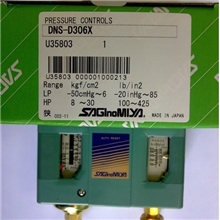 PRESSURE CONTROLS
DNS-D306X
U35803 1
U35803 000001000213
Range kgf/cm2 lb/in2
LP -50cmHg~6 -20inHg~85
HP 8~30 100~425
MADE IN JAPAN
SAGInoMIYA